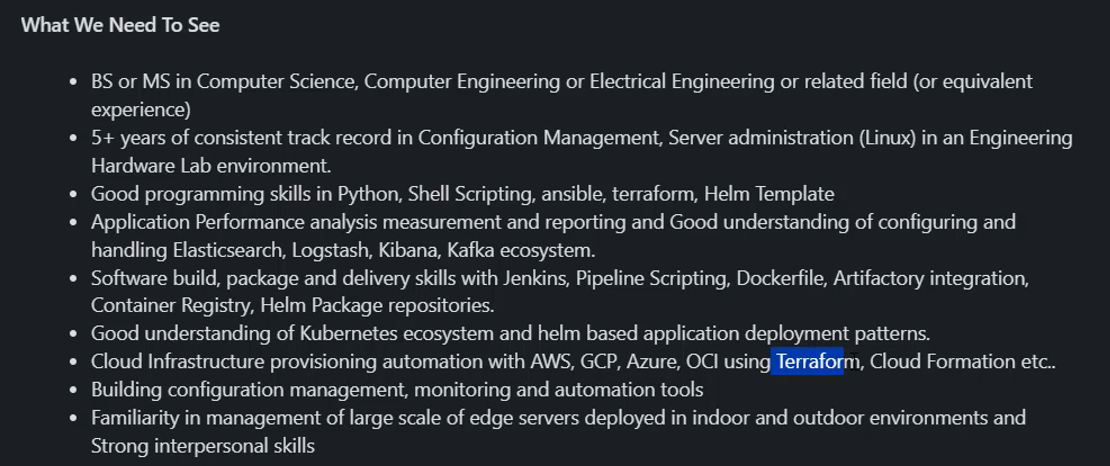 What We Need To See
• BS or MS in Computer Science, Computer Engineering or Electrical Engineering or related field (or equivalent
experience)
• 5+ years of consistent track record in Configuration Management, Server administration (Linux) in an Engineering
Hardware Lab environment.
• Good programming skills in Python, Shell Scripting, ansible, terraform, Helm Template
• Application Performance analysis measurement and reporting and Good understanding of configuring and
handling Elasticsearch, Logstash, Kibana, Kafka ecosystem.
• Software build, package and delivery skills with Jenkins, Pipeline Scripting, Dockerfile, Artifactory integration,
Container Registry, Helm Package repositories.
• Good understanding of Kubernetes ecosystem and helm based application deployment patterns.
• Cloud Infrastructure provisioning automation with AWS, GCP, Azure, OCI using Terraform, Cloud Formation etc..
• Building configuration management, monitoring and automation tools
• Familiarity in management of large scale of edge servers deployed in indoor and outdoor environments and
Strong interpersonal skills